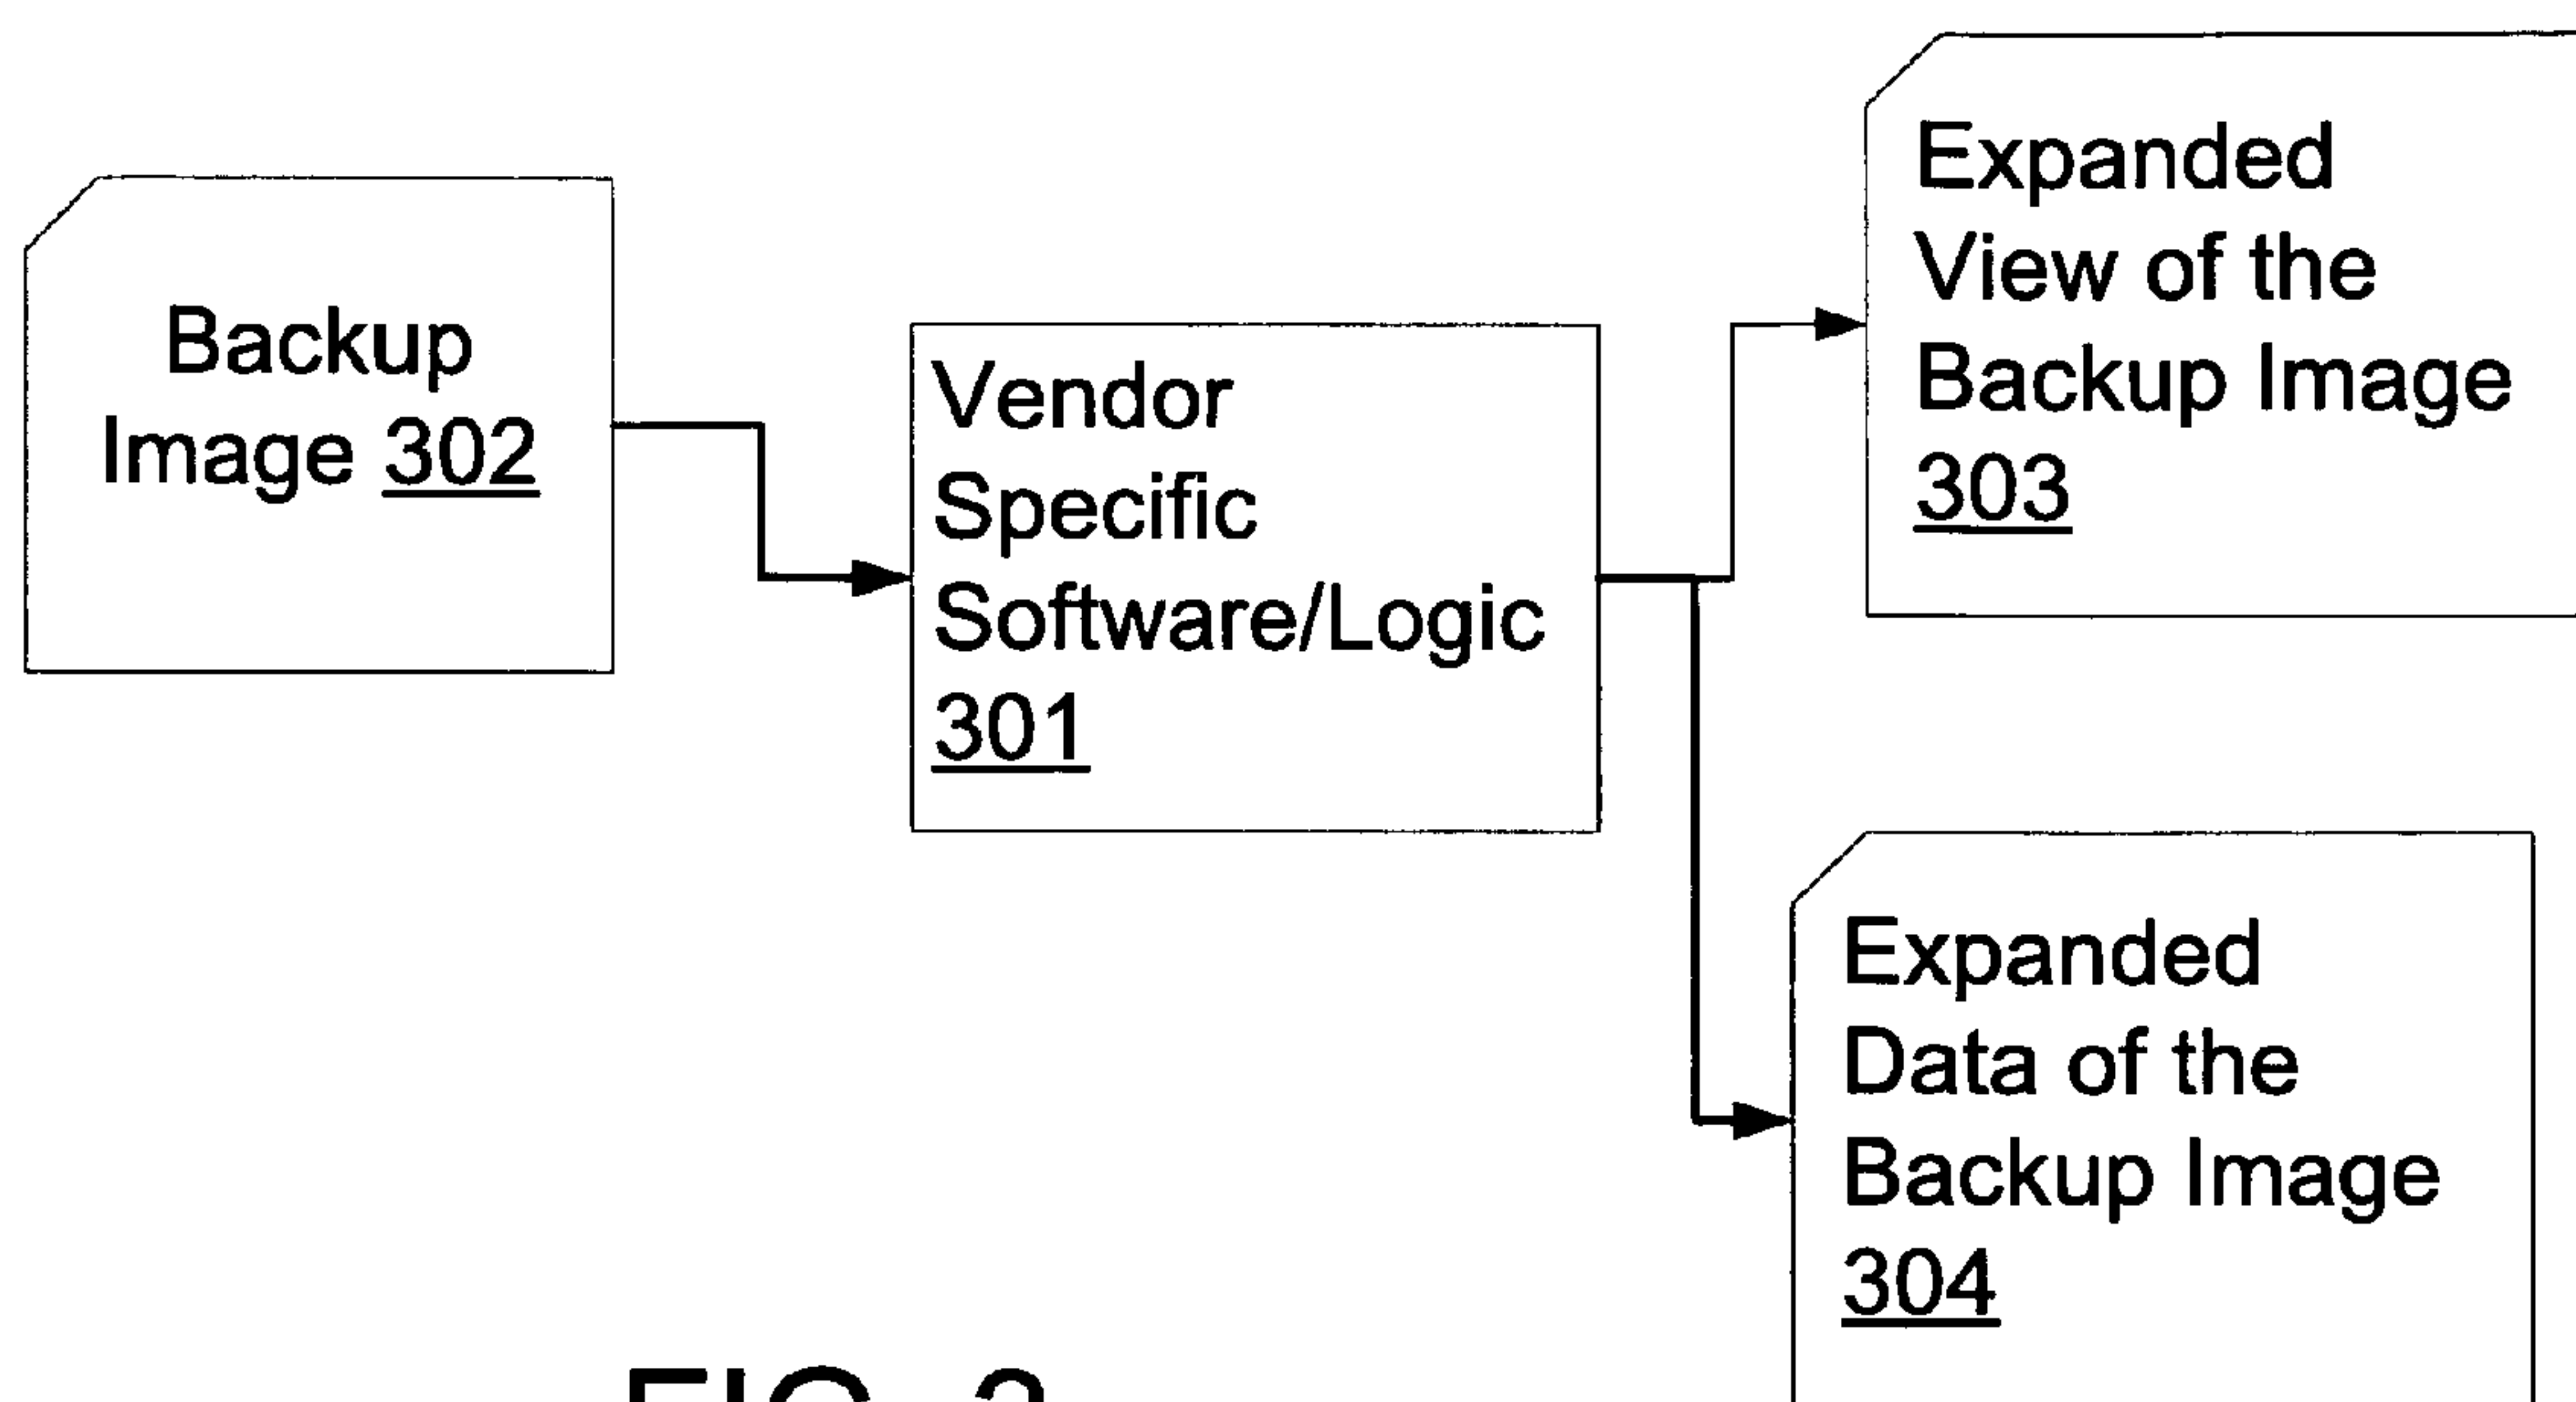 Backup
Image 302
Vendor
Specific
Software/Logic
301
Expanded
View of the
Backup Image
303
Expanded
Data of the
Backup Image
304